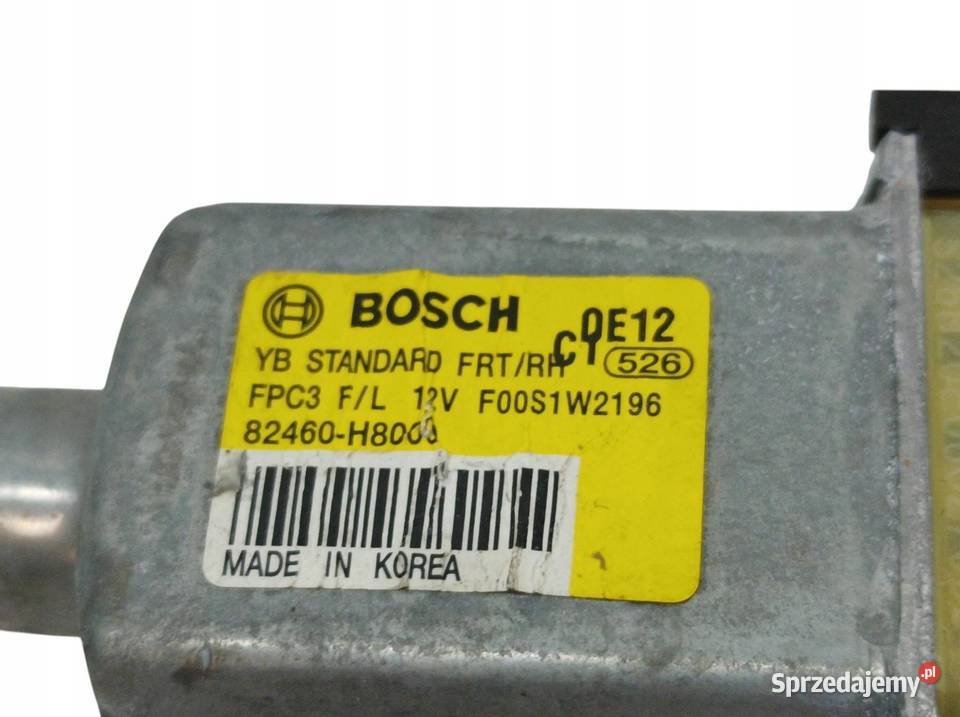 BOSCH 0E12
YB STANDARD FRT/RH C1 526
FPC3 F/L 12V F00S1W2196
82460-H8000
MADE IN KOREA
Sprzedajemy.pl